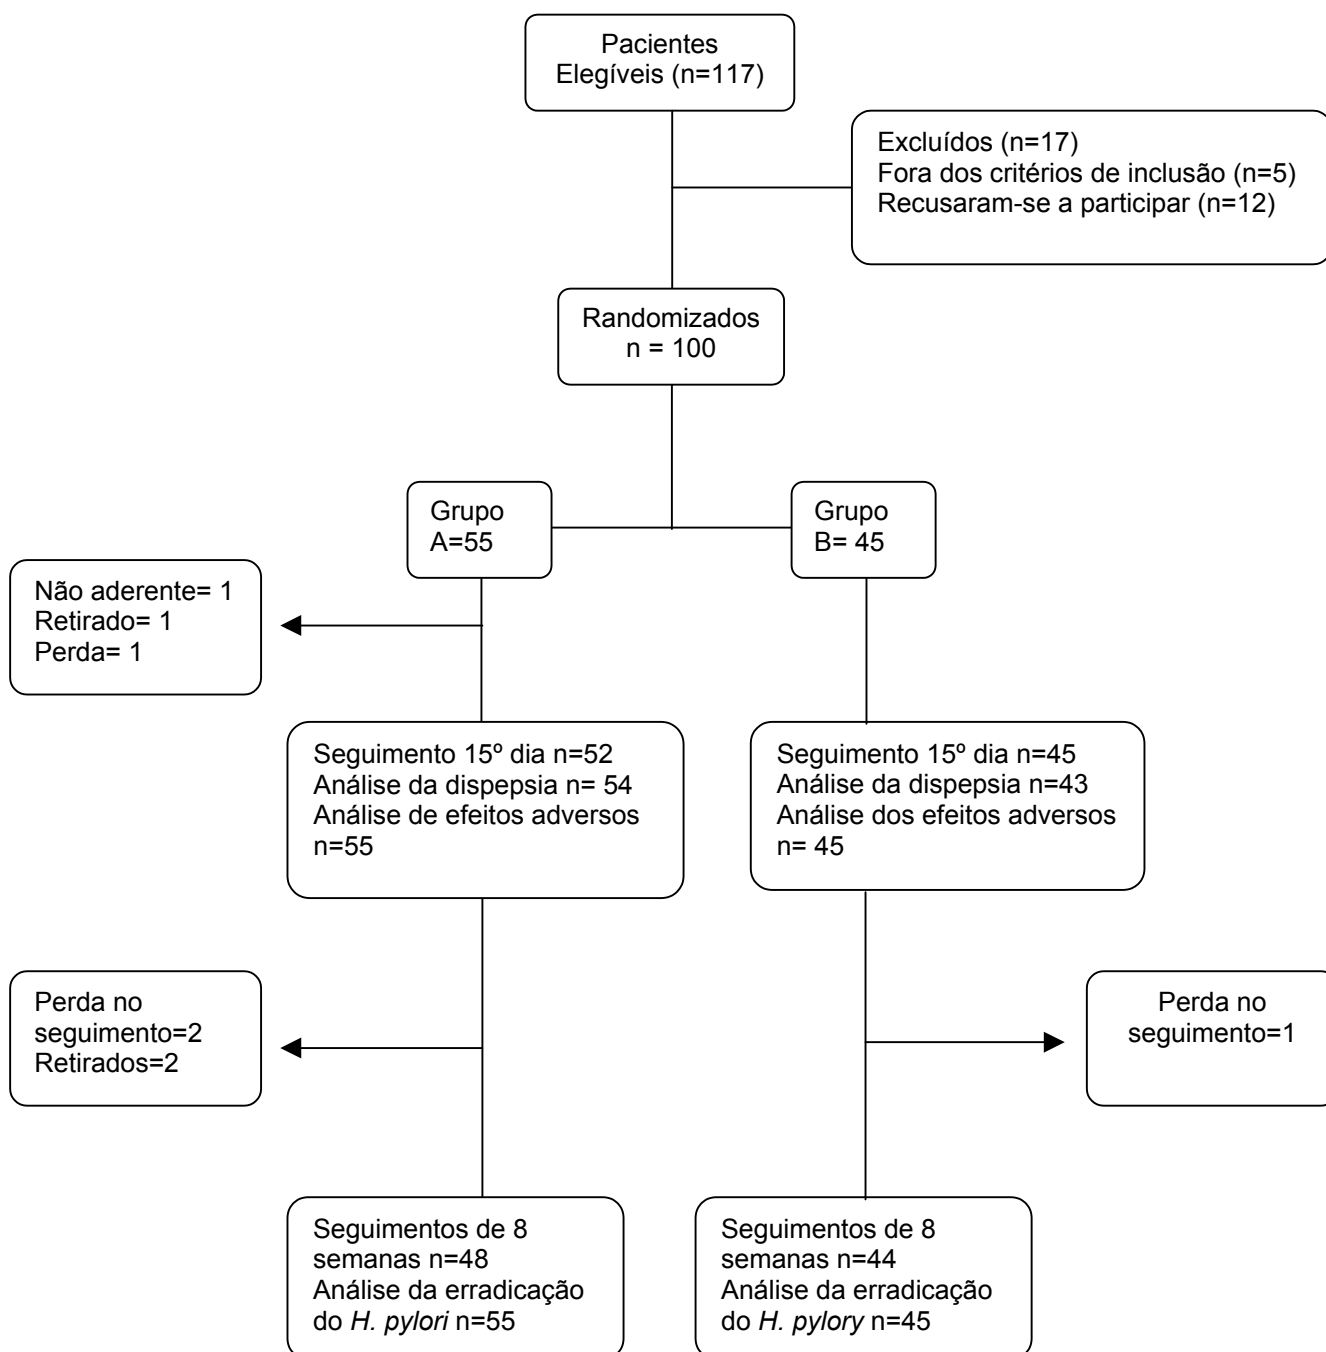 Pacientes
Elegíveis (n=117)
Excluídos (n=17)
Fora dos critérios de inclusão (n=5)
Recusaram-se a participar (n=12)
Randomizados
n = 100
Grupo
A=55
Grupo
B= 45
Não aderente= 1
Retirado= 1
Perda= 1
Seguimento 15º dia n=52
Análise da dispepsia n= 54
Análise de efeitos adversos
n=55
Seguimento 15º dia n=45
Análise da dispepsia n=43
Análise dos efeitos adversos
n= 45
Perda no
seguimento=2
Retirados=2
Perda no
seguimento=1
Seguimentos de 8
semanas n=48
Análise da erradicação
do H. pylori n=55
Seguimentos de 8
semanas n=44
Análise da erradicação
do H. pylory n=45